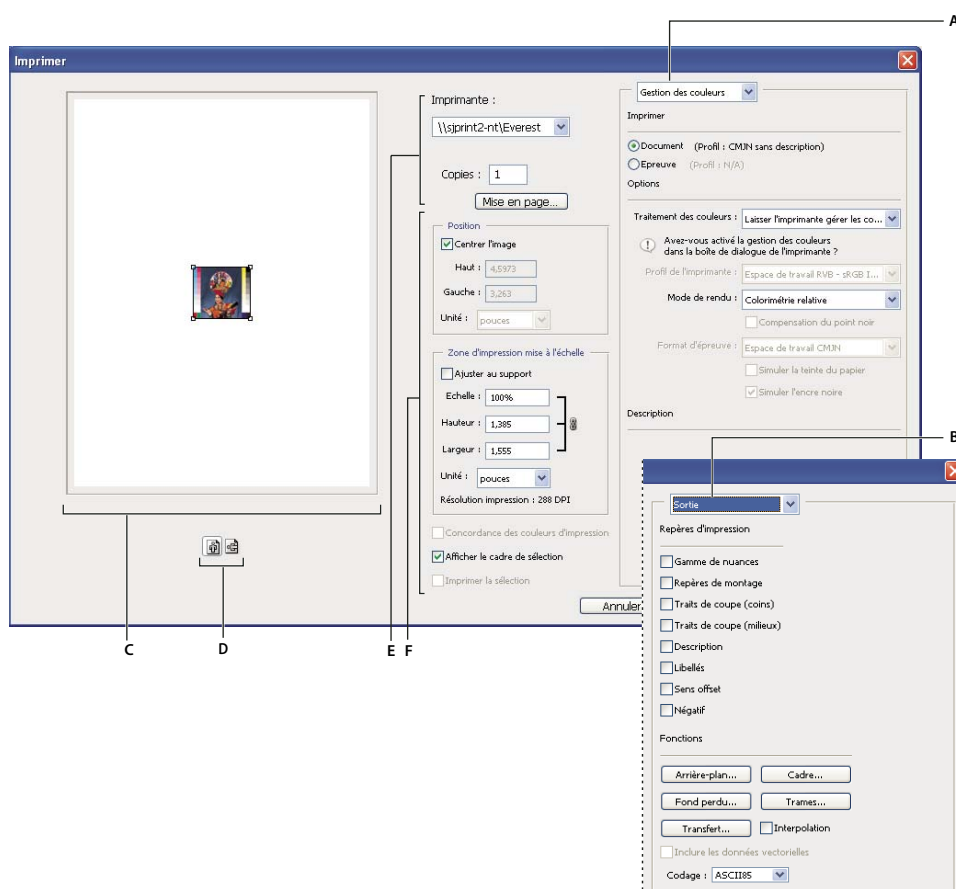 A
Imprimer
Imprimante :
\\sjprint2-nt\Everest
Copies : 1
Mise en page...
Position
Centrer l'image
Haut : 4,5973
Gauche : 3,263
Unité : pouces
Zone d'impression mise à l'échelle
Ajuster au support
Echelle : 100%
Hauteur : 1,385
Largeur : 1,555
Unité : pouces
Résolution impression : 288 DPI
Concordance des couleurs d'impression
Afficher le cadre de sélection
Imprimer la sélection
Annuler
Gestion des couleurs
Imprimer
Document (Profil : CMJN sans description)
Epreuve (Profil : N/A)
Options
Traitement des couleurs : Laisser l'imprimante gérer les co...
Avez-vous activé la gestion des couleurs
dans la boîte de dialogue de l'imprimante ?
Profil de l'imprimante : Espace de travail RVB - sRGB I...
Mode de rendu : Colorimétrie relative
Compensation du point noir
Format d'épreuve : Espace de travail CMJN
Simuler la teinte du papier
Simuler l'encre noire
Description
B
Sortie
Repères d'impression
Gamme de nuances
Repères de montage
Traits de coupe (coins)
Traits de coupe (milieux)
Description
Libellés
Sens offset
Négatif
Fonctions
Arrière-plan... Cadre...
Fond perdu... Trames...
Transfert... Interpolation
Inclure les données vectorielles
Codage : ASCII85
C D E F